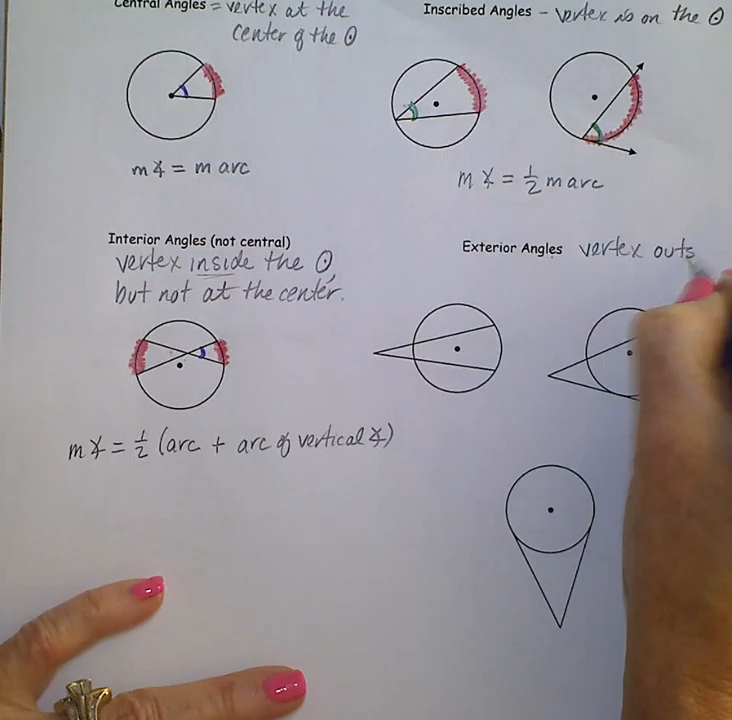 Central Angles = vertex at the
center of the ⊙
m∡ = m arc
Inscribed Angles - vertex is on the ⊙
m∡ = 1/2 m arc
Interior Angles (not central)
vertex inside the ⊙,
but not at the center.
m∡ = 1/2 (arc + arc of vertical ∡)
Exterior Angles vertex outs